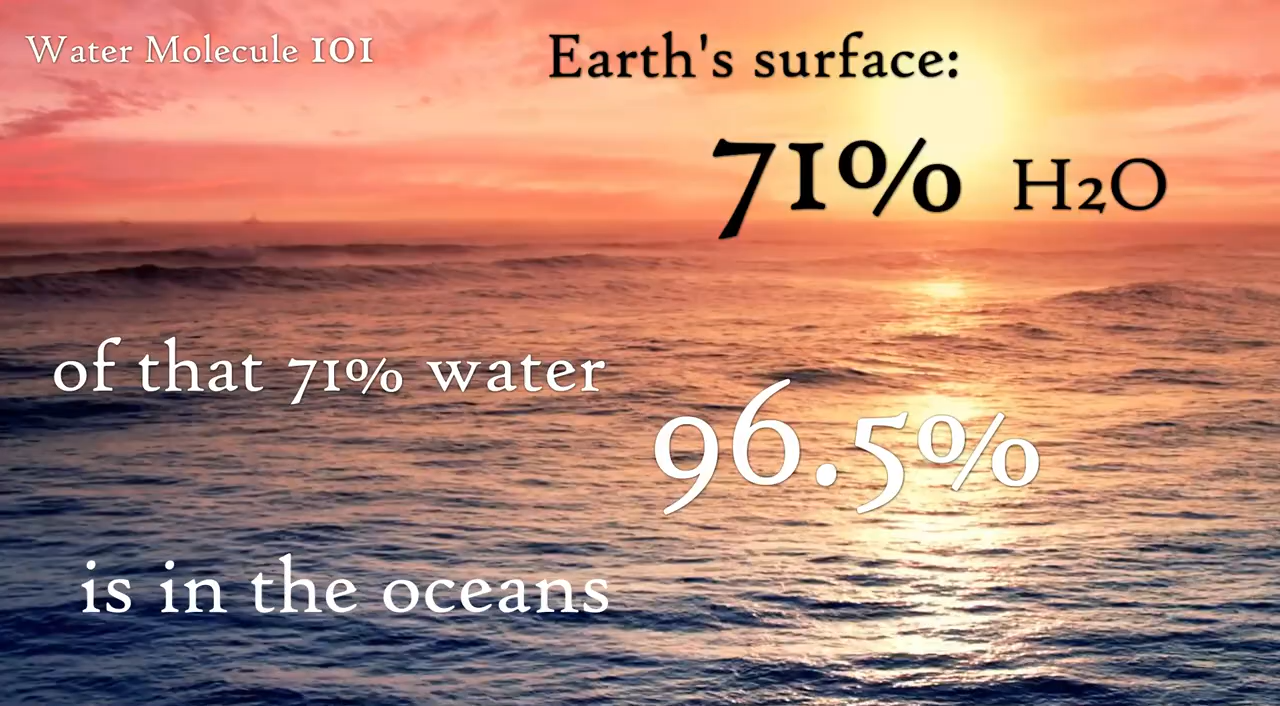 Water Molecule 101
Earth's surface:
71% H2O
of that 71% water
96.5%
is in the oceans